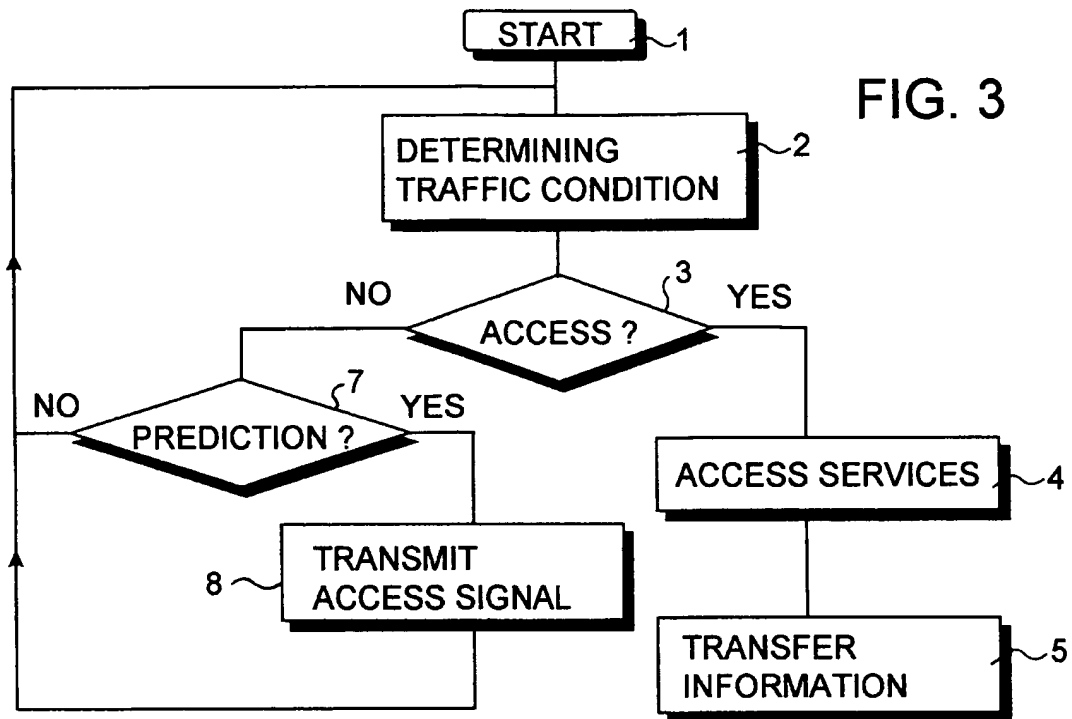 START
1
FIG. 3
DETERMINING
TRAFFIC CONDITION
2
NO
3
YES
ACCESS ?
NO
7
YES
PREDICTION ?
ACCESS SERVICES
4
TRANSMIT
ACCESS SIGNAL
8
TRANSFER
INFORMATION
5